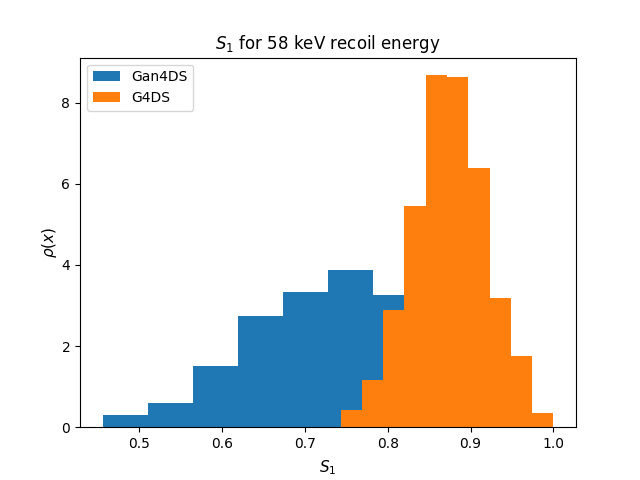 S₁ for 58 keV recoil energy
Gan4DS
G4DS
8
6
4
2
0
ρ(x)
0.5 0.6 0.7 0.8 0.9 1.0
S₁